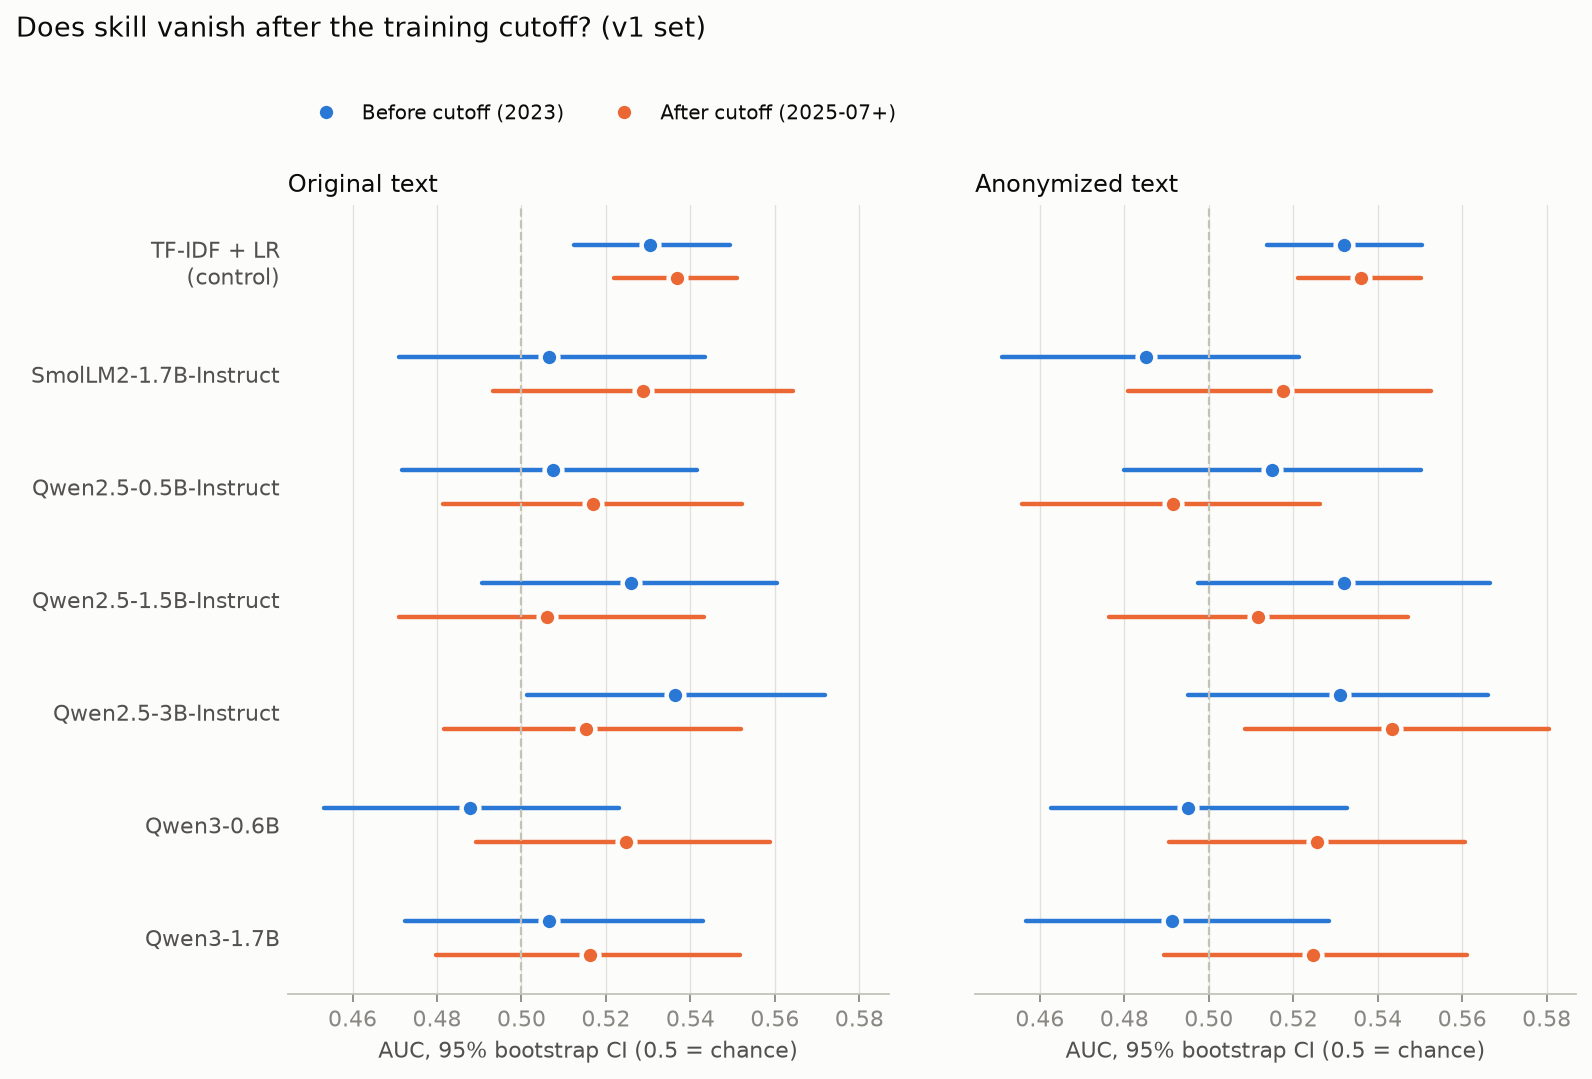 Does skill vanish after the training cutoff? (v1 set)
Before cutoff (2023)
After cutoff (2025-07+)
Original text
Anonymized text
TF-IDF + LR
(control)
SmolLM2-1.7B-Instruct
Qwen2.5-0.5B-Instruct
Qwen2.5-1.5B-Instruct
Qwen2.5-3B-Instruct
Qwen3-0.6B
Qwen3-1.7B
0.46 0.48 0.50 0.52 0.54 0.56 0.58
AUC, 95% bootstrap CI (0.5 = chance)
0.46 0.48 0.50 0.52 0.54 0.56 0.58
AUC, 95% bootstrap CI (0.5 = chance)